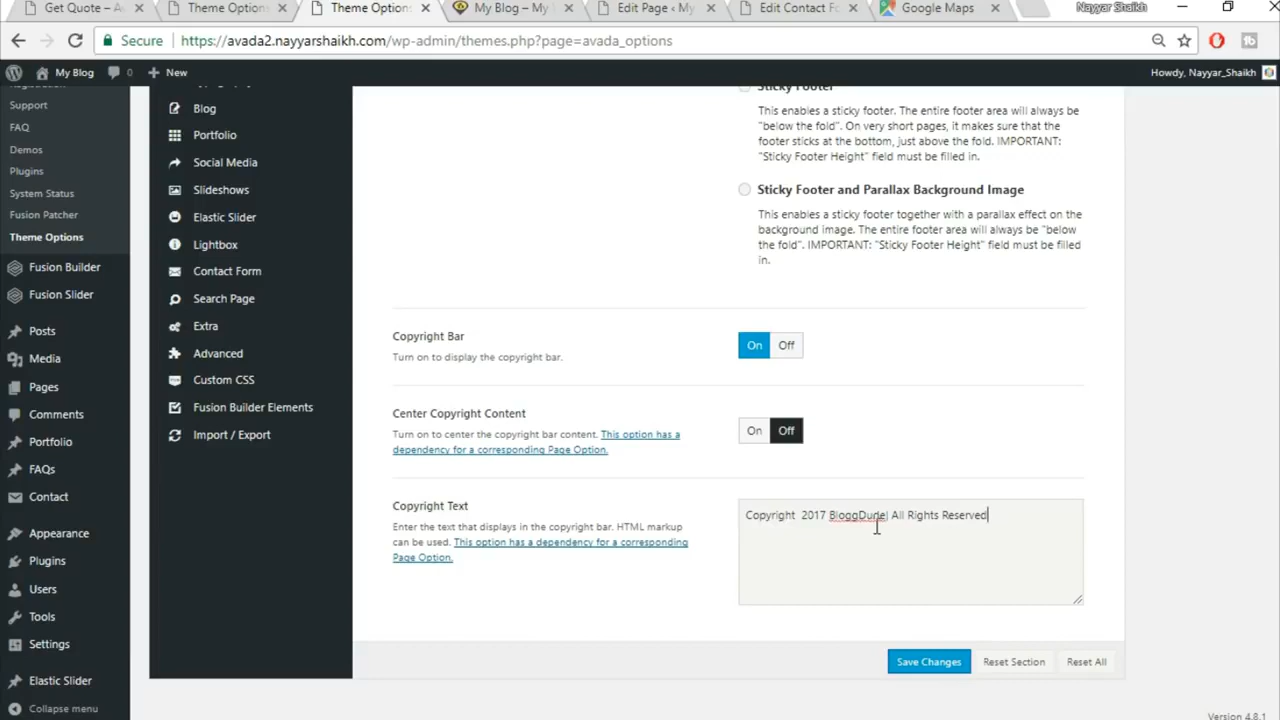 Get Quote – A
Theme Option
Theme Option
My Blog – My
Edit Page ‹ My
Edit Contact Fo
Google Maps
Nayyar Shaikh
Secure
https://avada2.nayyarshaikh.com/wp-admin/themes.php?page=avada_options
My Blog
0
New
Howdy, Nayyar_Shaikh
Registration
Support
FAQ
Demos
Plugins
System Status
Fusion Patcher
Theme Options
Fusion Builder
Fusion Slider
Posts
Media
Pages
Comments
Portfolio
FAQs
Contact
Appearance
Plugins
Users
Tools
Settings
Elastic Slider
Collapse menu
Blog
Portfolio
Social Media
Slideshows
Elastic Slider
Lightbox
Contact Form
Search Page
Extra
Advanced
Custom CSS
Fusion Builder Elements
Import / Export
Sticky Footer
This enables a sticky footer. The entire footer area will always be
"below the fold". On very short pages, it makes sure that the
footer sticks at the bottom, just above the fold. IMPORTANT:
"Sticky Footer Height" field must be filled in.
Sticky Footer and Parallax Background Image
This enables a sticky footer together with a parallax effect on the
background image. The entire footer area will always be "below
the fold". IMPORTANT: "Sticky Footer Height" field must be filled
in.
Copyright Bar
Turn on to display the copyright bar.
On Off
Center Copyright Content
Turn on to center the copyright bar content. This option has a
dependency for a corresponding Page Option.
On Off
Copyright Text
Enter the text that displays in the copyright bar. HTML markup
can be used. This option has a dependency for a corresponding
Page Option.
Copyright 2017 BloggDude| All Rights Reserved
Save Changes
Reset Section
Reset All
Version 4.8.1